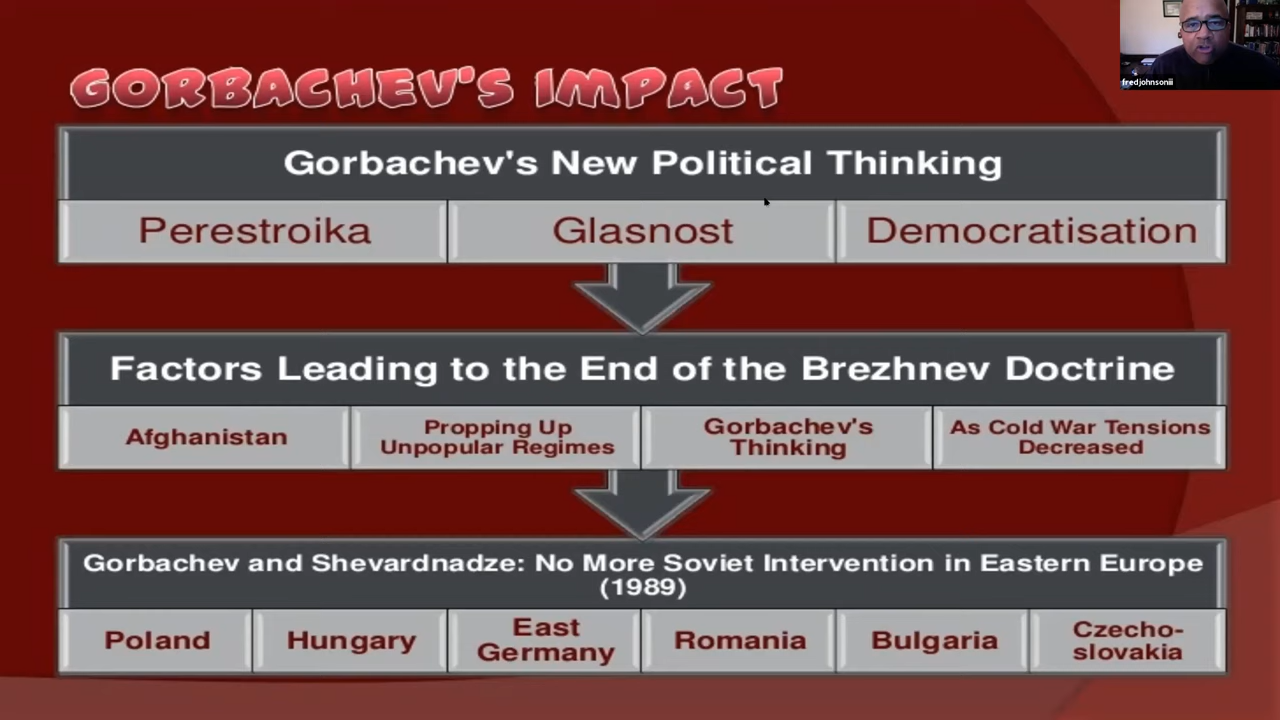 GORBACHEV'S IMPACT
fredjohnsoniii
Gorbachev's New Political Thinking
Perestroika
Glasnost
Democratisation
Factors Leading to the End of the Brezhnev Doctrine
Afghanistan
Propping Up
Unpopular Regimes
Gorbachev's
Thinking
As Cold War Tensions
Decreased
Gorbachev and Shevardnadze: No More Soviet Intervention in Eastern Europe
(1989)
Poland
Hungary
East
Germany
Romania
Bulgaria
Czecho-
slovakia